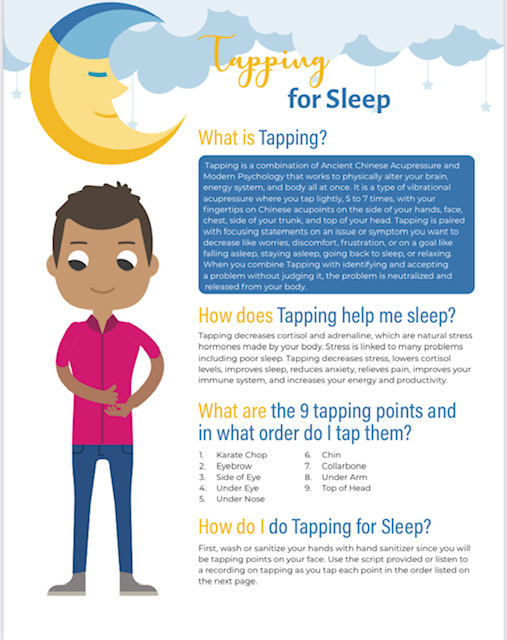 Tapping
for Sleep
What is Tapping?
Tapping is a combination of Ancient Chinese Acupressure and
Modern Psychology that works to physically alter your brain,
energy system, and body all at once. It is a type of vibrational
acupressure where you tap lightly, 5 to 7 times, with your
fingertips on Chinese acupoints on the side of your hands, face,
chest, side of your trunk, and top of your head. Tapping is paired
with focusing statements on an issue or symptom you want to
decrease like worries, discomfort, frustration, or on a goal like
falling asleep, staying asleep, going back to sleep, or relaxing.
When you combine Tapping with identifying and accepting
a problem without judging it, the problem is neutralized and
released from your body.
How does Tapping help me sleep?
Tapping decreases cortisol and adrenaline, which are natural stress
hormones made by your body. Stress is linked to many problems
including poor sleep. Tapping decreases stress, lowers cortisol
levels, improves sleep, reduces anxiety, relieves pain, improves your
immune system, and increases your energy and productivity.
What are the 9 tapping points and
in what order do I tap them?
1. Karate Chop
2. Eyebrow
3. Side of Eye
4. Under Eye
5. Under Nose
6. Chin
7. Collarbone
8. Under Arm
9. Top of Head
How do I do Tapping for Sleep?
First, wash or sanitize your hands with hand sanitizer since you will
be tapping points on your face. Use the script provided or listen to
a recording on tapping as you tap each point in the order listed on
the next page.